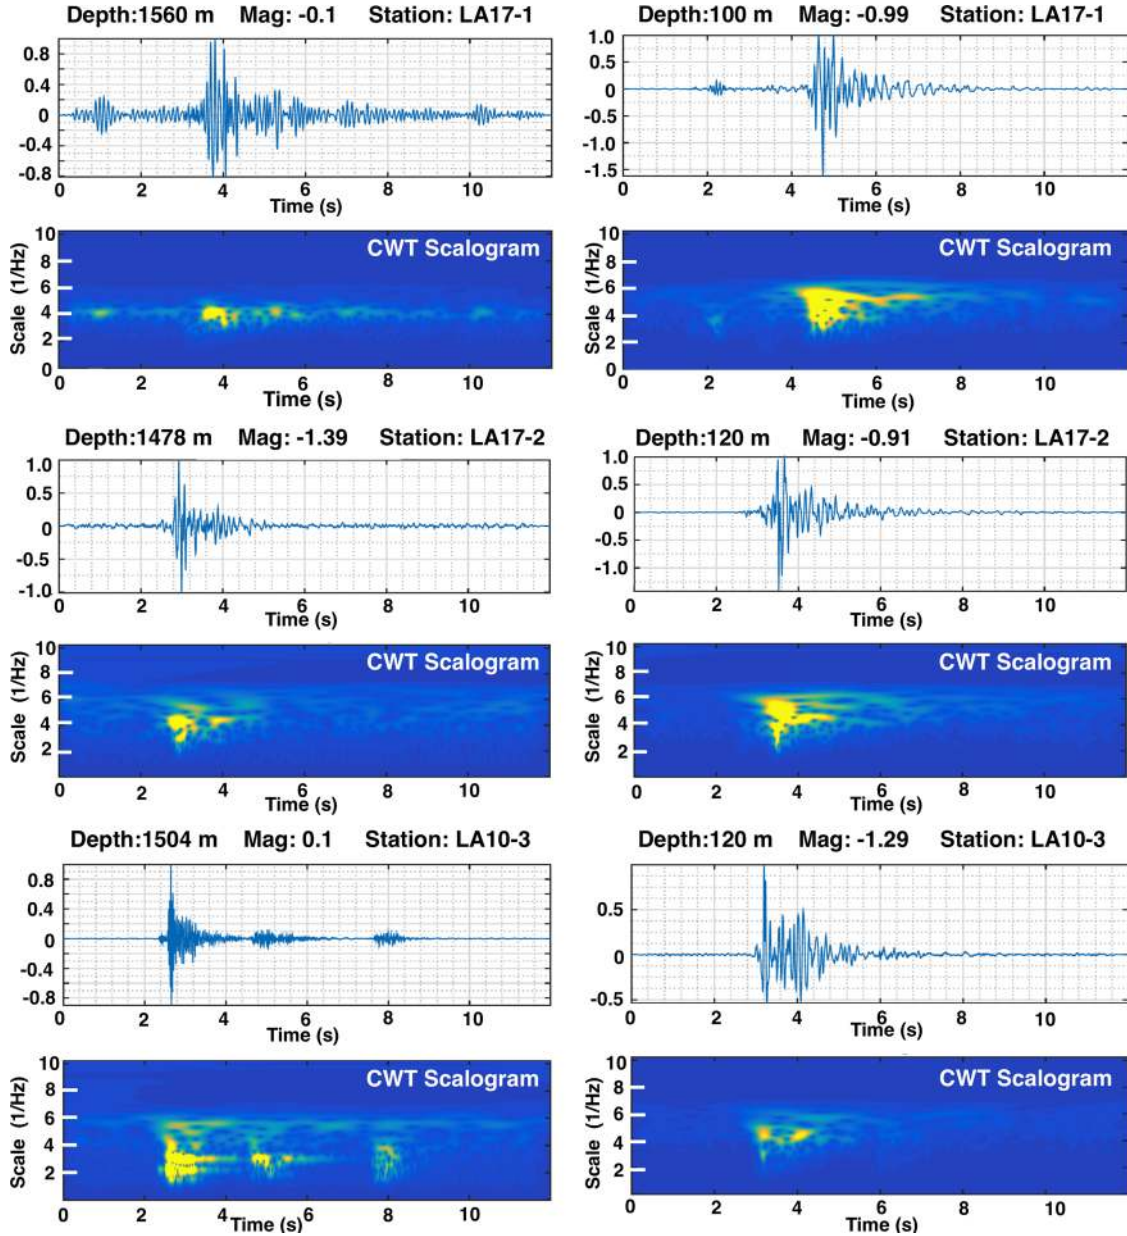 Depth:1560 m Mag: -0.1 Station: LA17-1
0.8
0.4
0
-0.4
-0.8
0 2 4 6 8 10
Time (s)
CWT Scalogram
Scale (1/Hz)
10
8
6
4
2
0
0 2 4 6 8 10
Time (s)
Depth:100 m Mag: -0.99 Station: LA17-1
1.0
0.5
0
-0.5
-1.0
-1.5
0 2 4 6 8 10
Time (s)
CWT Scalogram
Scale (1/Hz)
10
8
6
4
2
0
0 2 4 6 8 10
Time (s)
Depth:1478 m Mag: -1.39 Station: LA17-2
1.0
0.5
0
-0.5
-1.0
0 2 4 6 8 10
Time (s)
CWT Scalogram
Scale (1/Hz)
10
8
6
4
2
0 2 4 6 8 10
Time (s)
Depth:120 m Mag: -0.91 Station: LA17-2
1.0
0.5
0
-0.5
-1.0
0 2 4 6 8 10
Time (s)
CWT Scalogram
Scale (1/Hz)
10
8
6
4
2
0 2 4 6 8 10
Time (s)
Depth:1504 m Mag: 0.1 Station: LA10-3
0.8
0.4
0
-0.4
-0.8
0 2 4 6 8 10
Time (s)
CWT Scalogram
Scale (1/Hz)
10
8
6
4
2
0 2 4 6 8 10
Time (s)
Depth:120 m Mag: -1.29 Station: LA10-3
0.5
0
-0.5
0 2 4 6 8 10
Time (s)
CWT Scalogram
Scale (1/Hz)
10
8
6
4
2
0 2 4 6 8 10
Time (s)